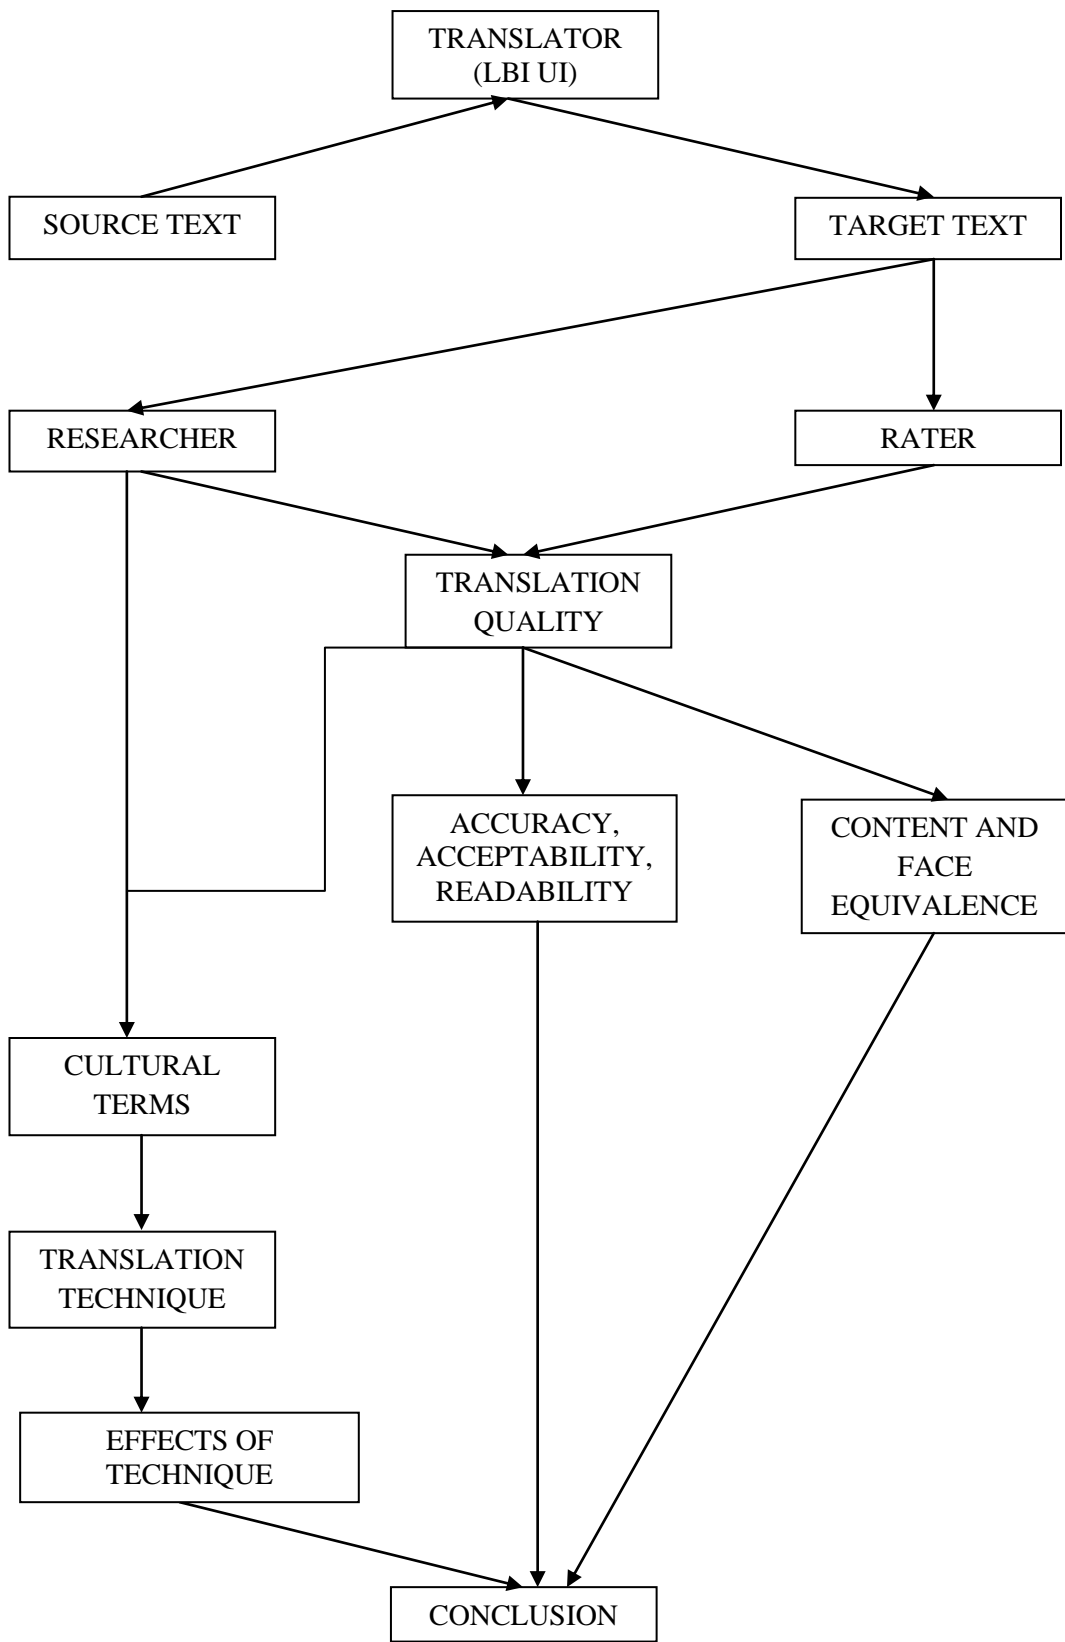 TRANSLATOR
(LBI UI)
SOURCE TEXT
TARGET TEXT
RESEARCHER
RATER
TRANSLATION
QUALITY
ACCURACY,
ACCEPTABILITY,
READABILITY
CONTENT AND
FACE
EQUIVALENCE
CULTURAL
TERMS
TRANSLATION
TECHNIQUE
EFFECTS OF
TECHNIQUE
CONCLUSION